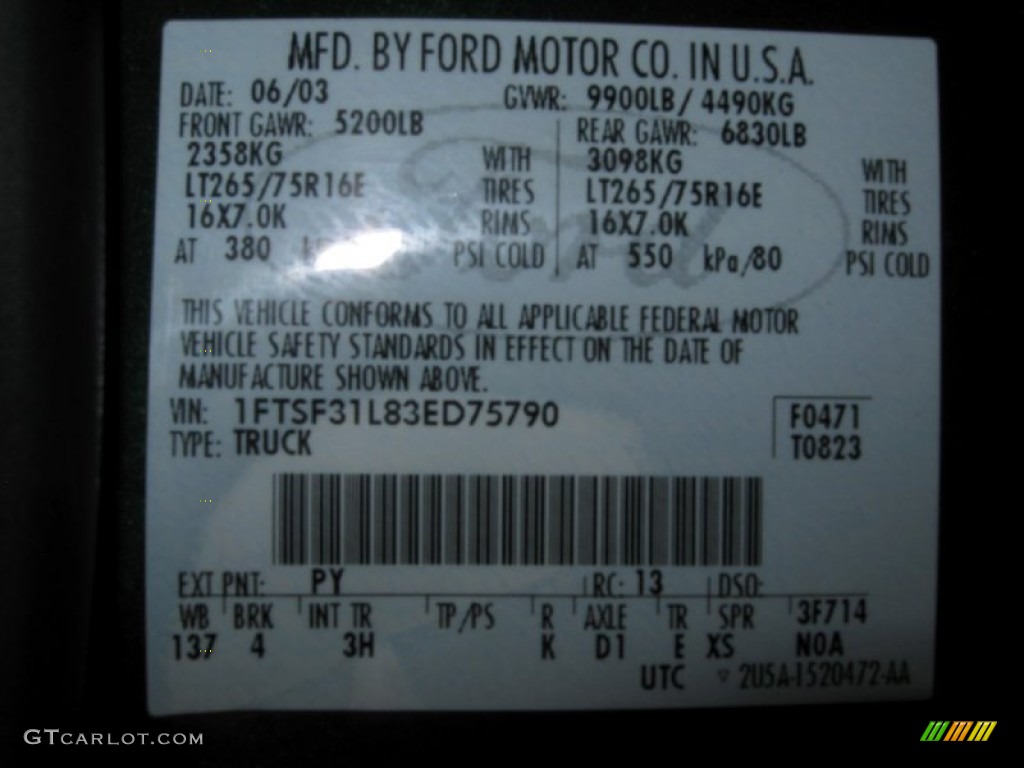 MFD. BY FORD MOTOR CO. IN U.S.A.
DATE: 06/03 GVWR: 9900LB/ 4490KG
FRONT GAWR: 5200LB REAR GAWR: 6830LB
2358KG WITH 3098KG WITH
LT265/75R16E TIRES LT265/75R16E TIRES
16X7.0K RIMS 16X7.0K RIMS
AT 380 PSI COLD AT 550 kPa/80 PSI COLD
THIS VEHICLE CONFORMS TO ALL APPLICABLE FEDERAL MOTOR
VEHICLE SAFETY STANDARDS IN EFFECT ON THE DATE OF
MANUFACTURE SHOWN ABOVE.
VIN: 1FTSF31L83ED75790 F0471
TYPE: TRUCK T0823
EXT PNT: PY RC: 13 DSO:
WB BRK INT TR TP/PS R AXLE TR SPR 3F714
137 4 3H K D1 E XS N0A
UTC ▽ 2U5A-1520472-AA
GTCARLOT.COM